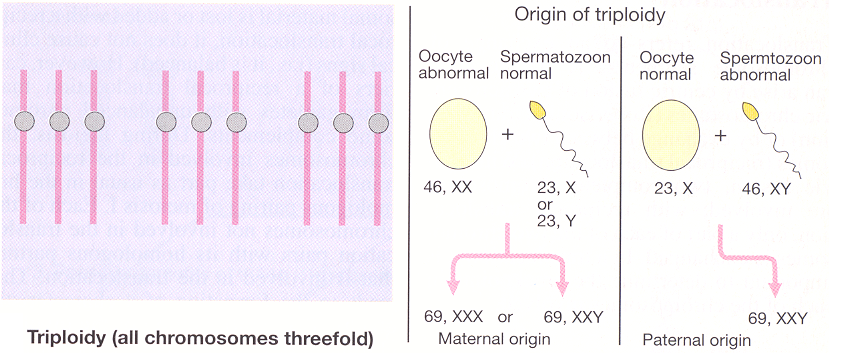 Origin of triploidy
Oocyte abnormal
Spermatozoon normal
+
46, XX
23, X
or
23, Y
69, XXX or 69, XXY
Maternal origin
Oocyte normal
Spermtozoon abnormal
+
23, X
46, XY
69, XXY
Paternal origin
Triploidy (all chromosomes threefold)